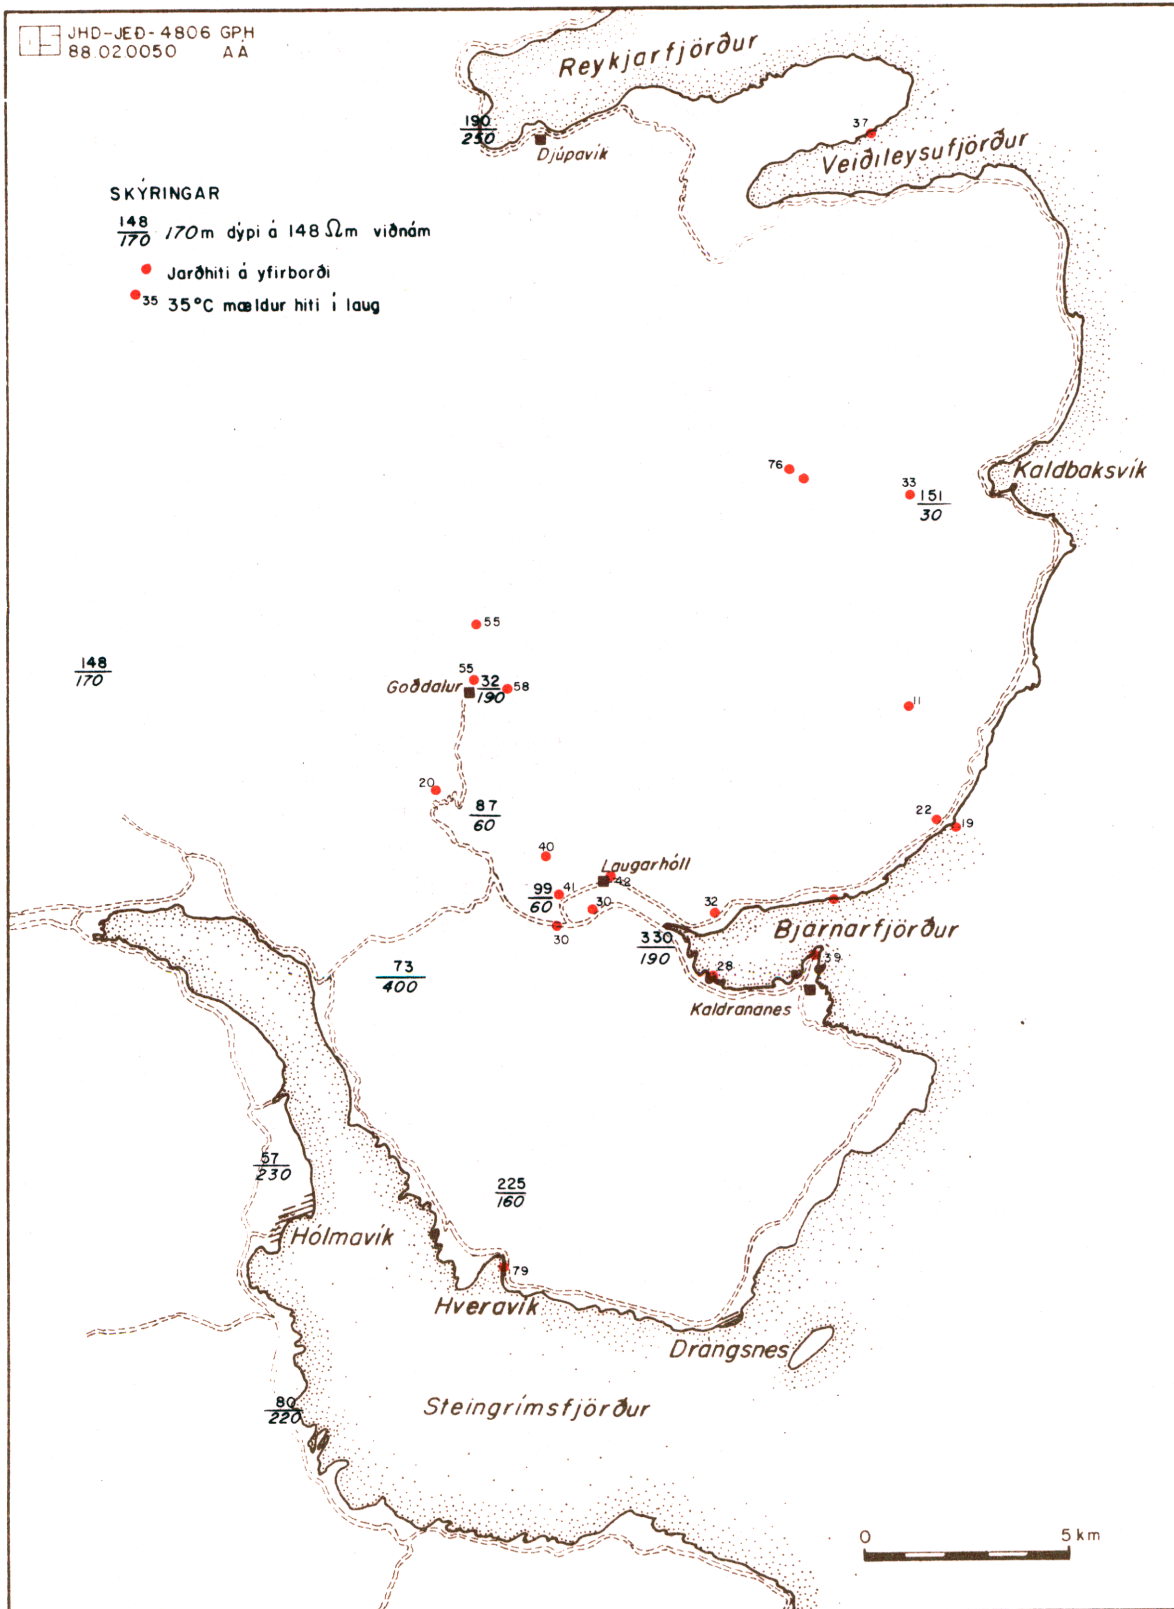 JHD-JEÐ-4806 GPH
88.02.0050 AÁ
Reykjarfjörður
190
250
Djúpavík
37
Veiðileysufjörður
SKÝRINGAR
148
170 170m dýpi á 148 Ωm viðnám
Jarðhiti á yfirborði
35 35°C mældur hiti í laug
76
33
151
30
Kaldbaksvík
55
148
170
55
32
190
58
Goðdalur
11
20
87
60
22
19
40
Laugarhóll
42
41
99
60
30
30
32
330
190
Bjarnarfjörður
39
28
73
400
Kaldrananes
57
230
225
160
Hólmavík
79
Hveravík
Drangsnes
80
220
Steingrímsfjörður
0 5 km